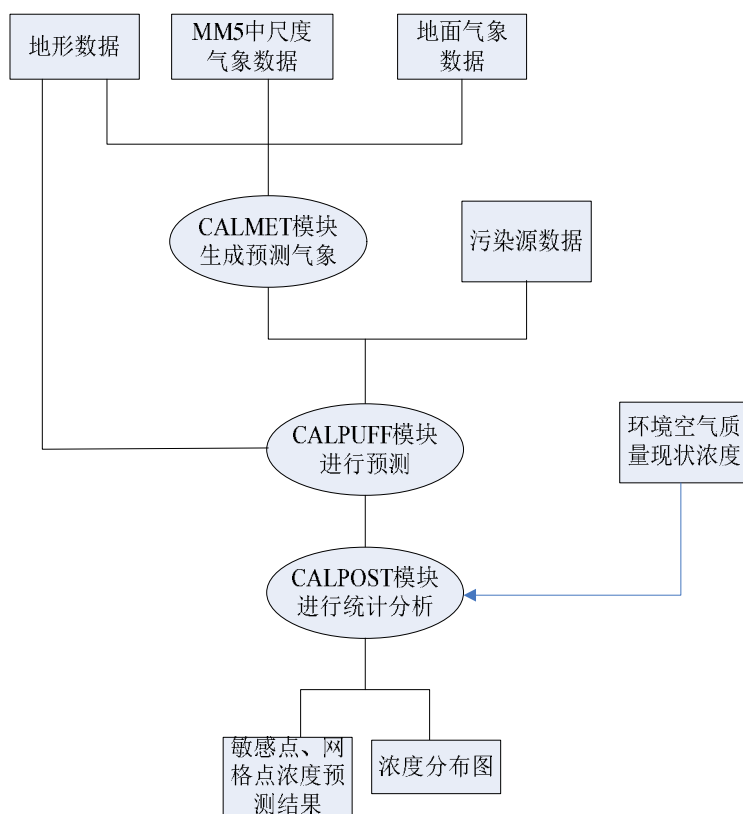 地形数据
MM5中尺度
气象数据
地面气象
数据
CALMET模块
生成预测气象
污染源数据
CALPUFF模块
进行预测
环境空气质
量现状浓度
CALPOST模块
进行统计分析
敏感点、网
格点浓度预
测结果
浓度分布图